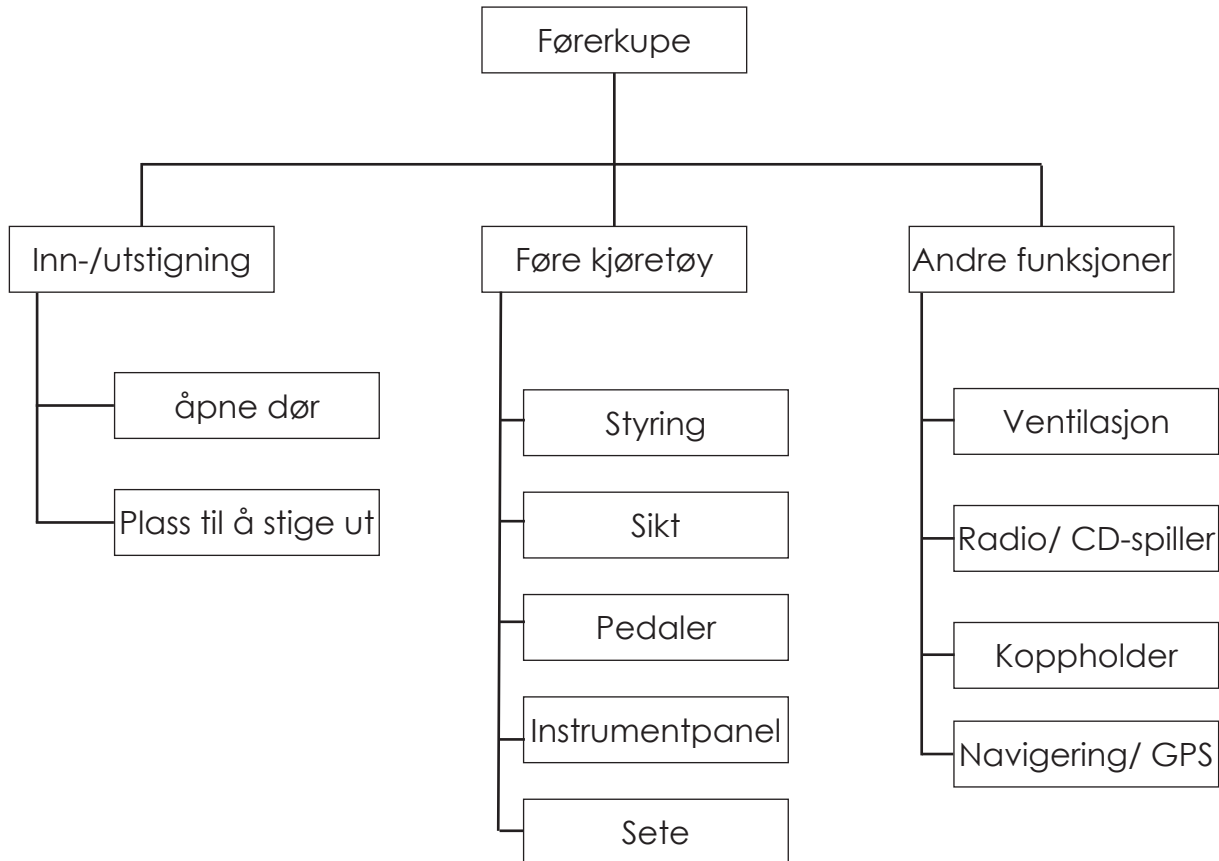 Førerkupe
Inn-/utstigning
åpne dør
Plass til å stige ut
Føre kjøretøy
Styring
Sikt
Pedaler
Instrumentpanel
Sete
Andre funksjoner
Ventilasjon
Radio/ CD-spiller
Koppholder
Navigering/ GPS